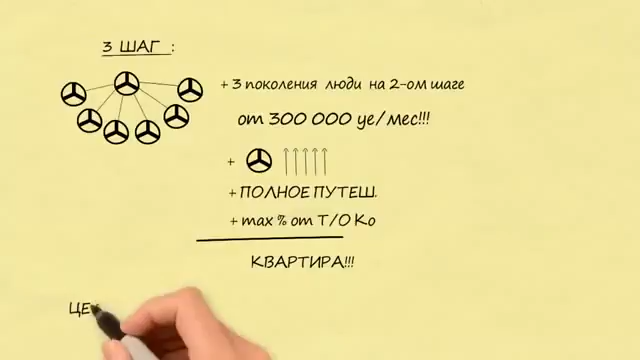 3 ШАГ :
+ 3 поколения люди на 2-ом шаге
от 300 000 уе/мес!!!
+
+ ПОЛНОЕ ПУТЕШ.
+ max % от Т/О Ко
КВАРТИРА!!!
ЦЕ